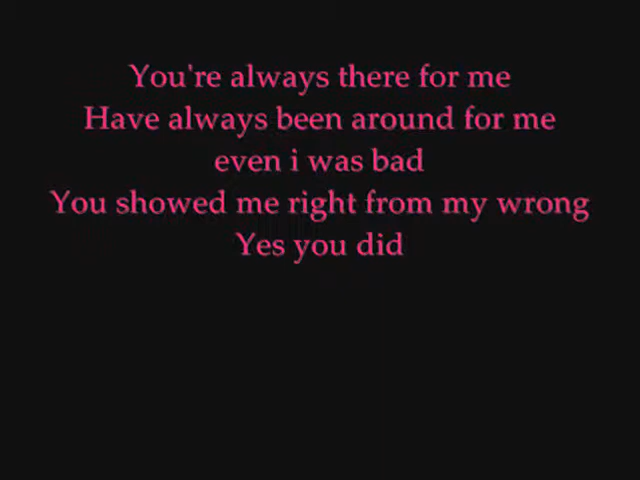 You're always there for me
Have always been around for me
even i was bad
You showed me right from my wrong
Yes you did